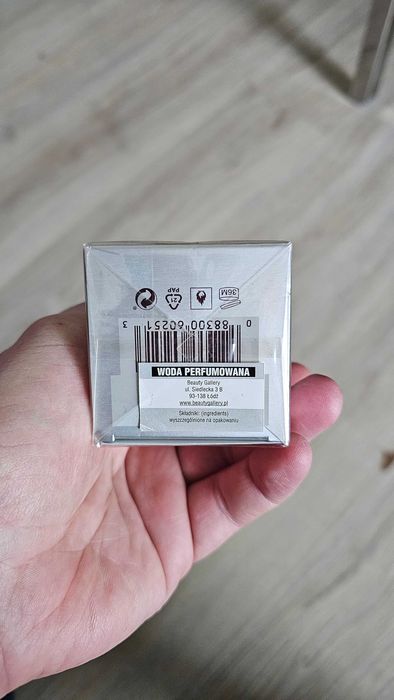 36M
21
PAP
0 88300 60251 3
WODA PERFUMOWANA
Beauty Gallery
ul. Siedlecka 3 B
93-138 Łódź
www.beautygallery.pl
Składniki: (ingredients)
wyszczególnione na opakowaniu